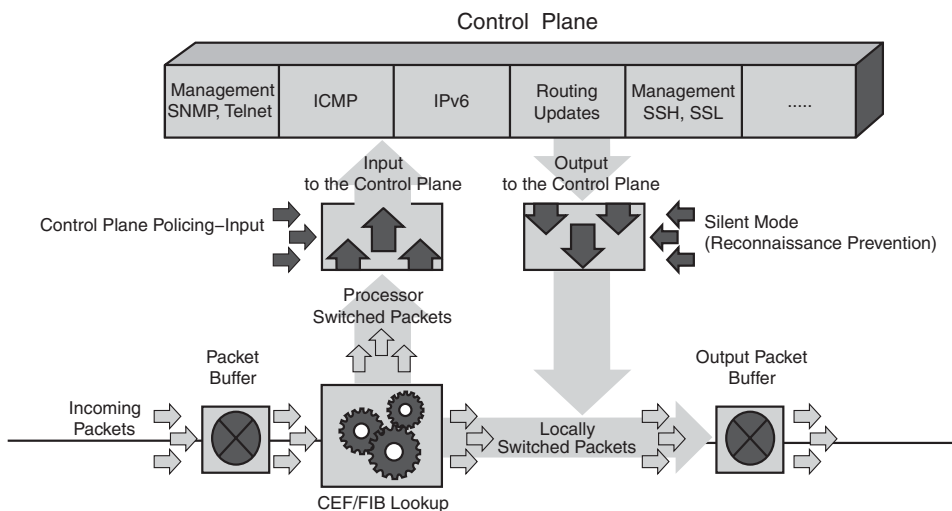 Control Plane
Management
SNMP, Telnet
ICMP
IPv6
Routing
Updates
Management
SSH, SSL
.....
Input
to the Control Plane
Output
to the Control Plane
Control Plane Policing–Input
Silent Mode
(Reconnaissance Prevention)
Processor
Switched Packets
Packet
Buffer
Output Packet
Buffer
Incoming
Packets
Locally
Switched Packets
CEF/FIB Lookup